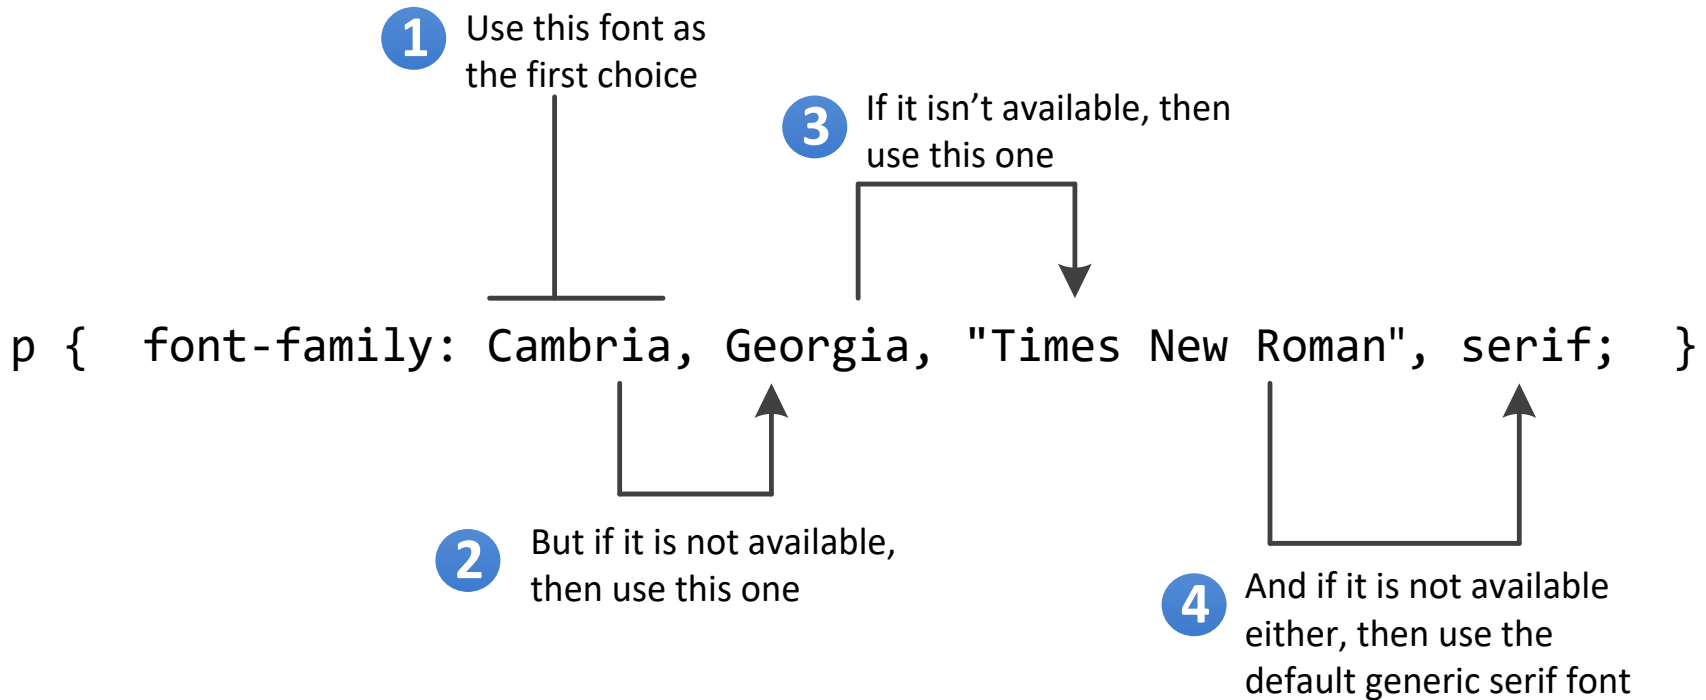 1 Use this font as
the first choice
3 If it isn’t available, then
use this one
p {  font-family: Cambria, Georgia, "Times New Roman", serif;  }
2 But if it is not available,
then use this one
4 And if it is not available
either, then use the
default generic serif font